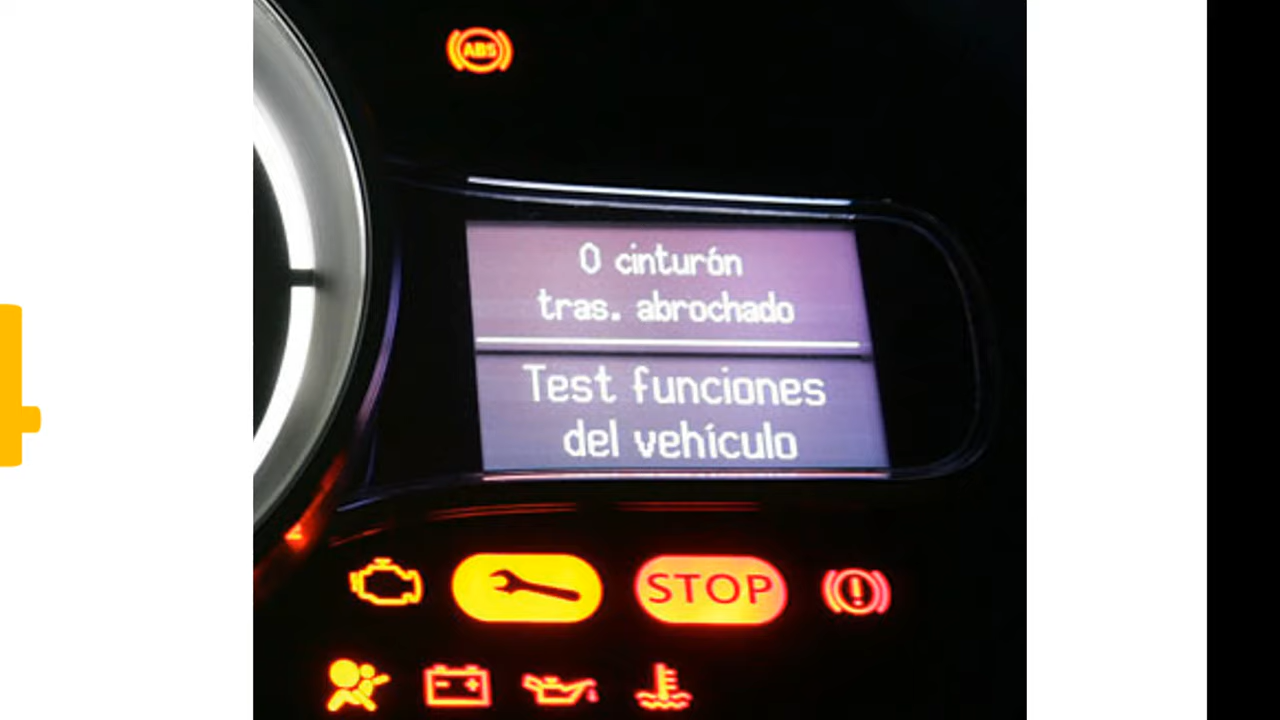 ABS
0 cinturón
tras. abrochado
Test funciones
del vehículo
STOP